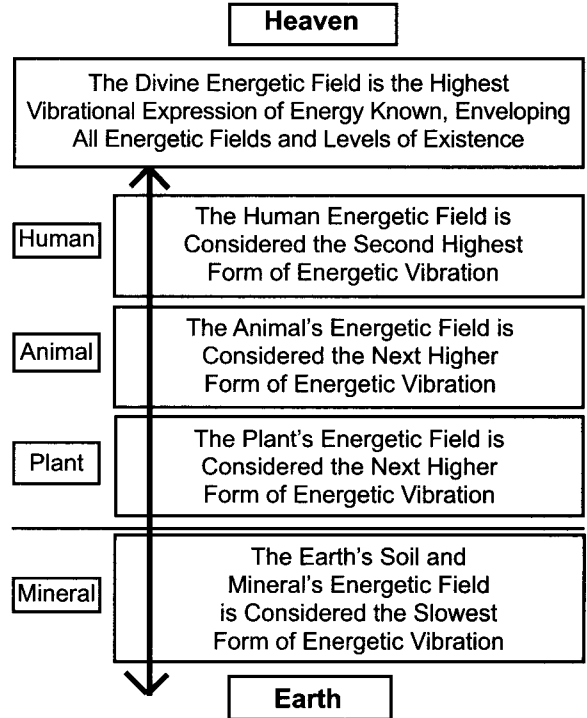 Heaven
The Divine Energetic Field is the Highest
Vibrational Expression of Energy Known, Enveloping
All Energetic Fields and Levels of Existence
Human
The Human Energetic Field is
Considered the Second Highest
Form of Energetic Vibration
Animal
The Animal's Energetic Field is
Considered the Next Higher
Form of Energetic Vibration
Plant
The Plant's Energetic Field is
Considered the Next Higher
Form of Energetic Vibration
Mineral
The Earth's Soil and
Mineral's Energetic Field
is Considered the Slowest
Form of Energetic Vibration
Earth